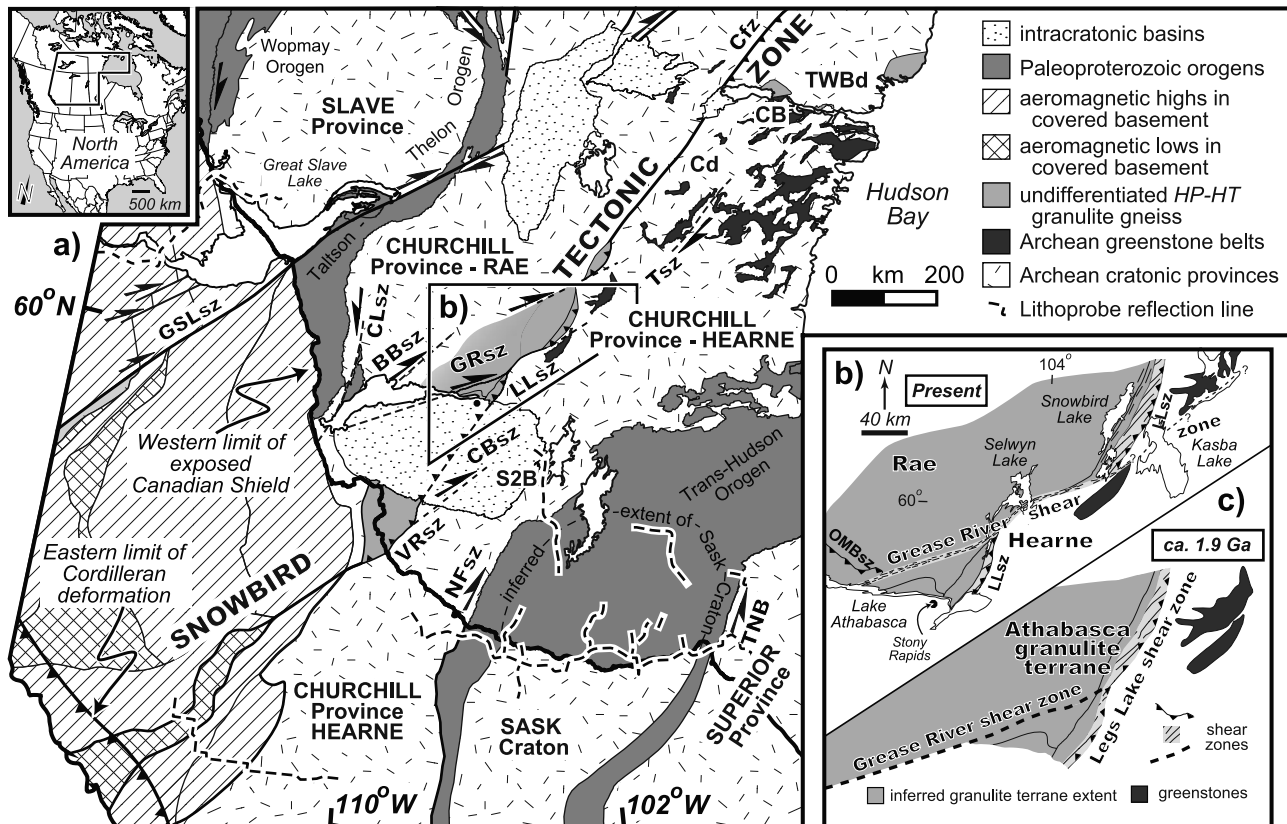 North
America
N
500 km
a)
Wopmay
Orogen
SLAVE
Province
Great Slave
Lake
Thelon
Orogen
Cfz
ZONE
TWBd
CB
Cd
Hudson
Bay
TECTONIC
Tsz
Taltson
CHURCHILL
Province - RAE
60°N
GSLsz
CLsz
BBsz
b)
GRsz
LLsz
CHURCHILL
Province - HEARNE
0 km 200
Western limit of
exposed
Canadian Shield
CBsz
S2B
Trans-Hudson
Orogen
VRsz
NFsz
inferred
extent of
Sask
Craton
TNB
Eastern limit of
Cordilleran
deformation
SNOWBIRD
CHURCHILL
Province
HEARNE
SASK
Craton
SUPERIOR
Province
110°W
102°W
intracratonic basins
Paleoproterozoic orogens
aeromagnetic highs in
covered basement
aeromagnetic lows in
covered basement
undifferentiated HP-HT
granulite gneiss
Archean greenstone belts
Archean cratonic provinces
Lithoprobe reflection line
b)
N
Present
40 km
104°
Snowbird
Lake
LLsz
?
zone
Kasba
Lake
Selwyn
Lake
Rae
60°
?
Grease River shear
Hearne
OMBsz
LLsz
Lake
Athabasca
Stony
Rapids
c)
ca. 1.9 Ga
Athabasca
granulite
terrane
Grease River shear zone
Legs Lake shear zone
shear
zones
inferred granulite terrane extent
greenstones